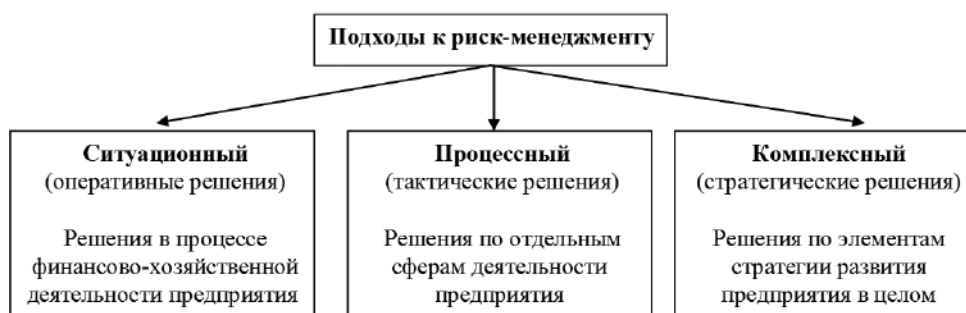 Подходы к риск-менеджменту
Ситуационный
(оперативные решения)
Решения в процессе
финансово-хозяйственной
деятельности предприятия
Процессный
(тактические решения)
Решения по отдельным
сферам деятельности
предприятия
Комплексный
(стратегические решения)
Решения по элементам
стратегии развития
предприятия в целом